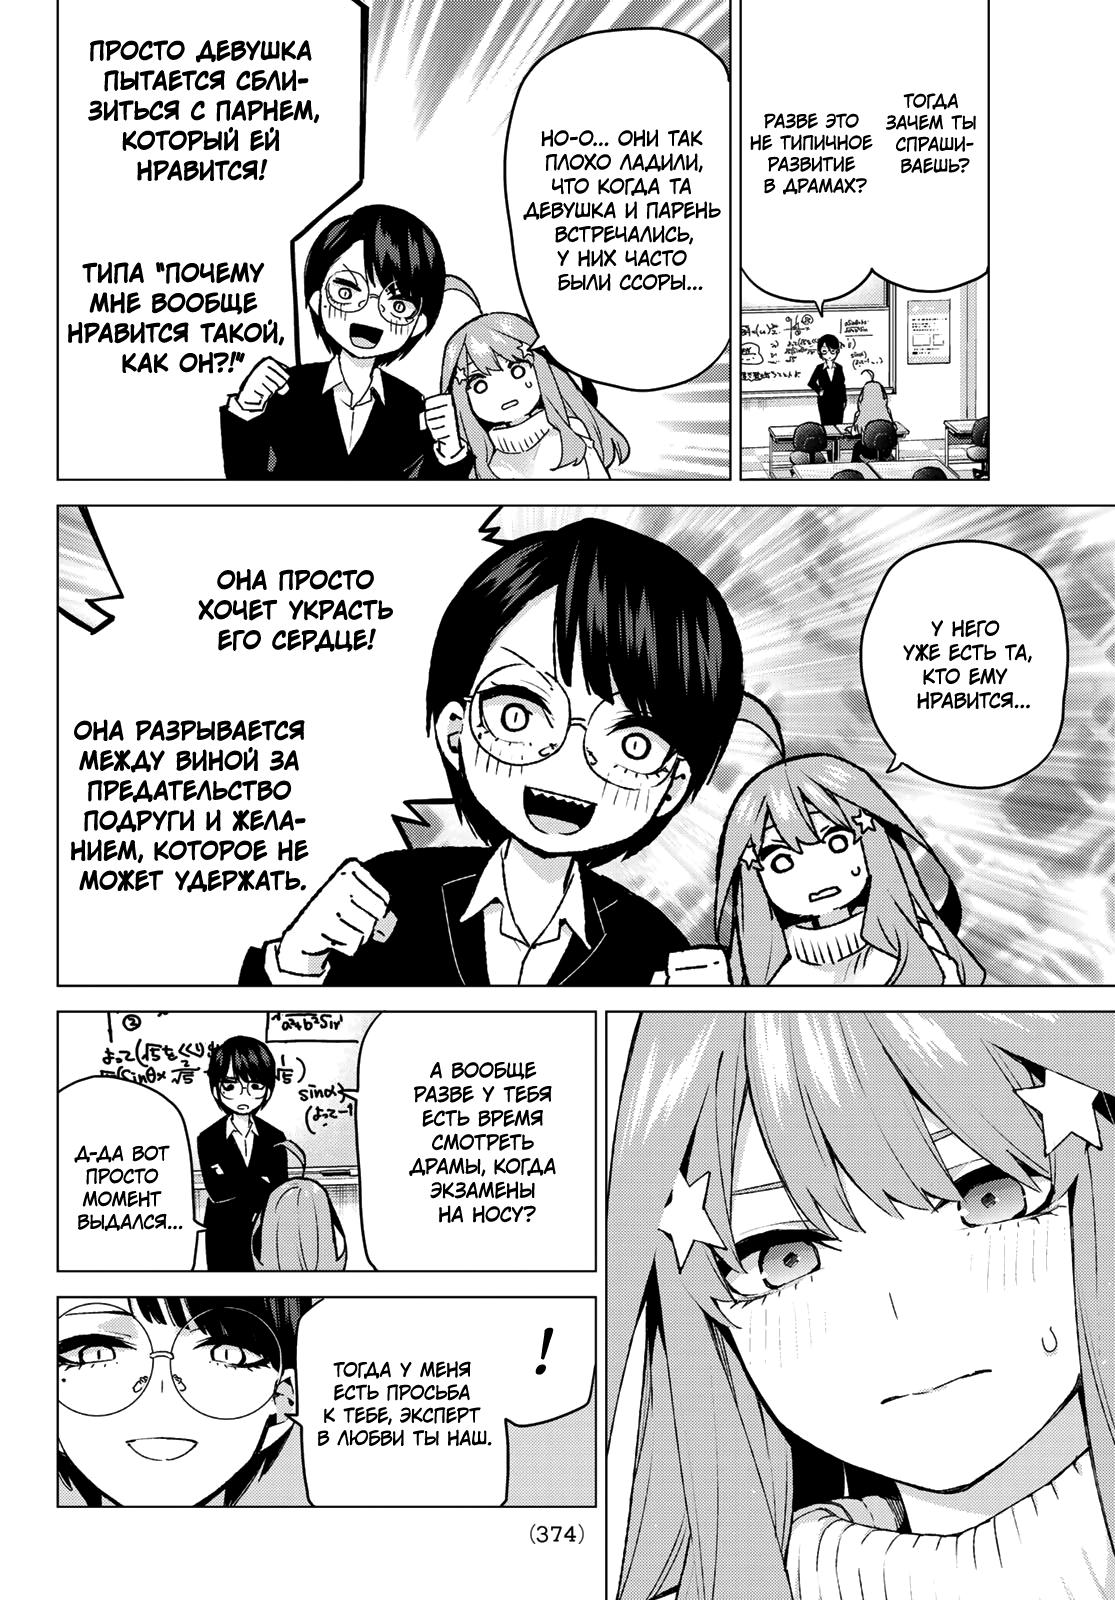 ТОГДА
ЗАЧЕМ ТЫ
СПРАШИ-
ВАЕШЬ?
РАЗВЕ ЭТО
НЕ ТИПИЧНОЕ
РАЗВИТИЕ
В ДРАМАХ?
НО-О... ОНИ ТАК
ПЛОХО ЛАДИЛИ,
ЧТО КОГДА ТА
ДЕВУШКА И ПАРЕНЬ
ВСТРЕЧАЛИСЬ,
У НИХ ЧАСТО
БЫЛИ ССОРЫ...
ПРОСТО ДЕВУШКА
ПЫТАЕТСЯ СБЛИ-
ЗИТЬСЯ С ПАРНЕМ,
КОТОРЫЙ ЕЙ
НРАВИТСЯ!
ТИПА "ПОЧЕМУ
МНЕ ВООБЩЕ
НРАВИТСЯ ТАКОЙ,
КАК ОН?!"
У НЕГО
УЖЕ ЕСТЬ ТА,
КТО ЕМУ
НРАВИТСЯ...
ОНА ПРОСТО
ХОЧЕТ УКРАСТЬ
ЕГО СЕРДЦЕ!
ОНА РАЗРЫВАЕТСЯ
МЕЖДУ ВИНОЙ ЗА
ПРЕДАТЕЛЬСТВО
ПОДРУГИ И ЖЕЛА-
НИЕМ, КОТОРОЕ НЕ
МОЖЕТ УДЕРЖАТЬ.
А ВООБЩЕ
РАЗВЕ У ТЕБЯ
ЕСТЬ ВРЕМЯ
СМОТРЕТЬ
ДРАМЫ, КОГДА
ЭКЗАМЕНЫ
НА НОСУ?
Д-ДА ВОТ
ПРОСТО
МОМЕНТ
ВЫДАЛСЯ...
!
ТОГДА У МЕНЯ
ЕСТЬ ПРОСЬБА
К ТЕБЕ, ЭКСПЕРТ
В ЛЮБВИ ТЫ НАШ.
(374)